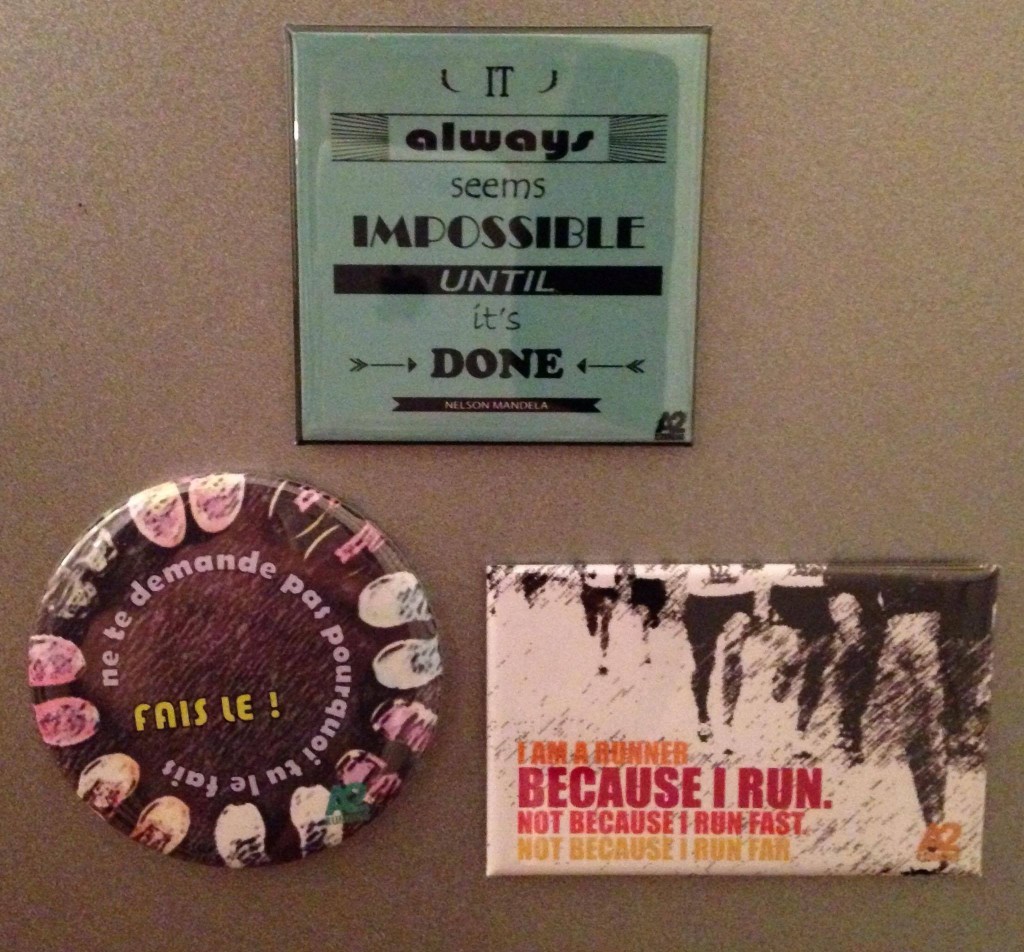 IT
always
seems
IMPOSSIBLE
UNTIL
it's
DONE
NELSON MANDELA
A2
ne te demande pas pourquoi tu le fais
FAIS LE !
A2
I AM A RUNNER
BECAUSE I RUN.
NOT BECAUSE I RUN FAST.
NOT BECAUSE I RUN FAR
A2